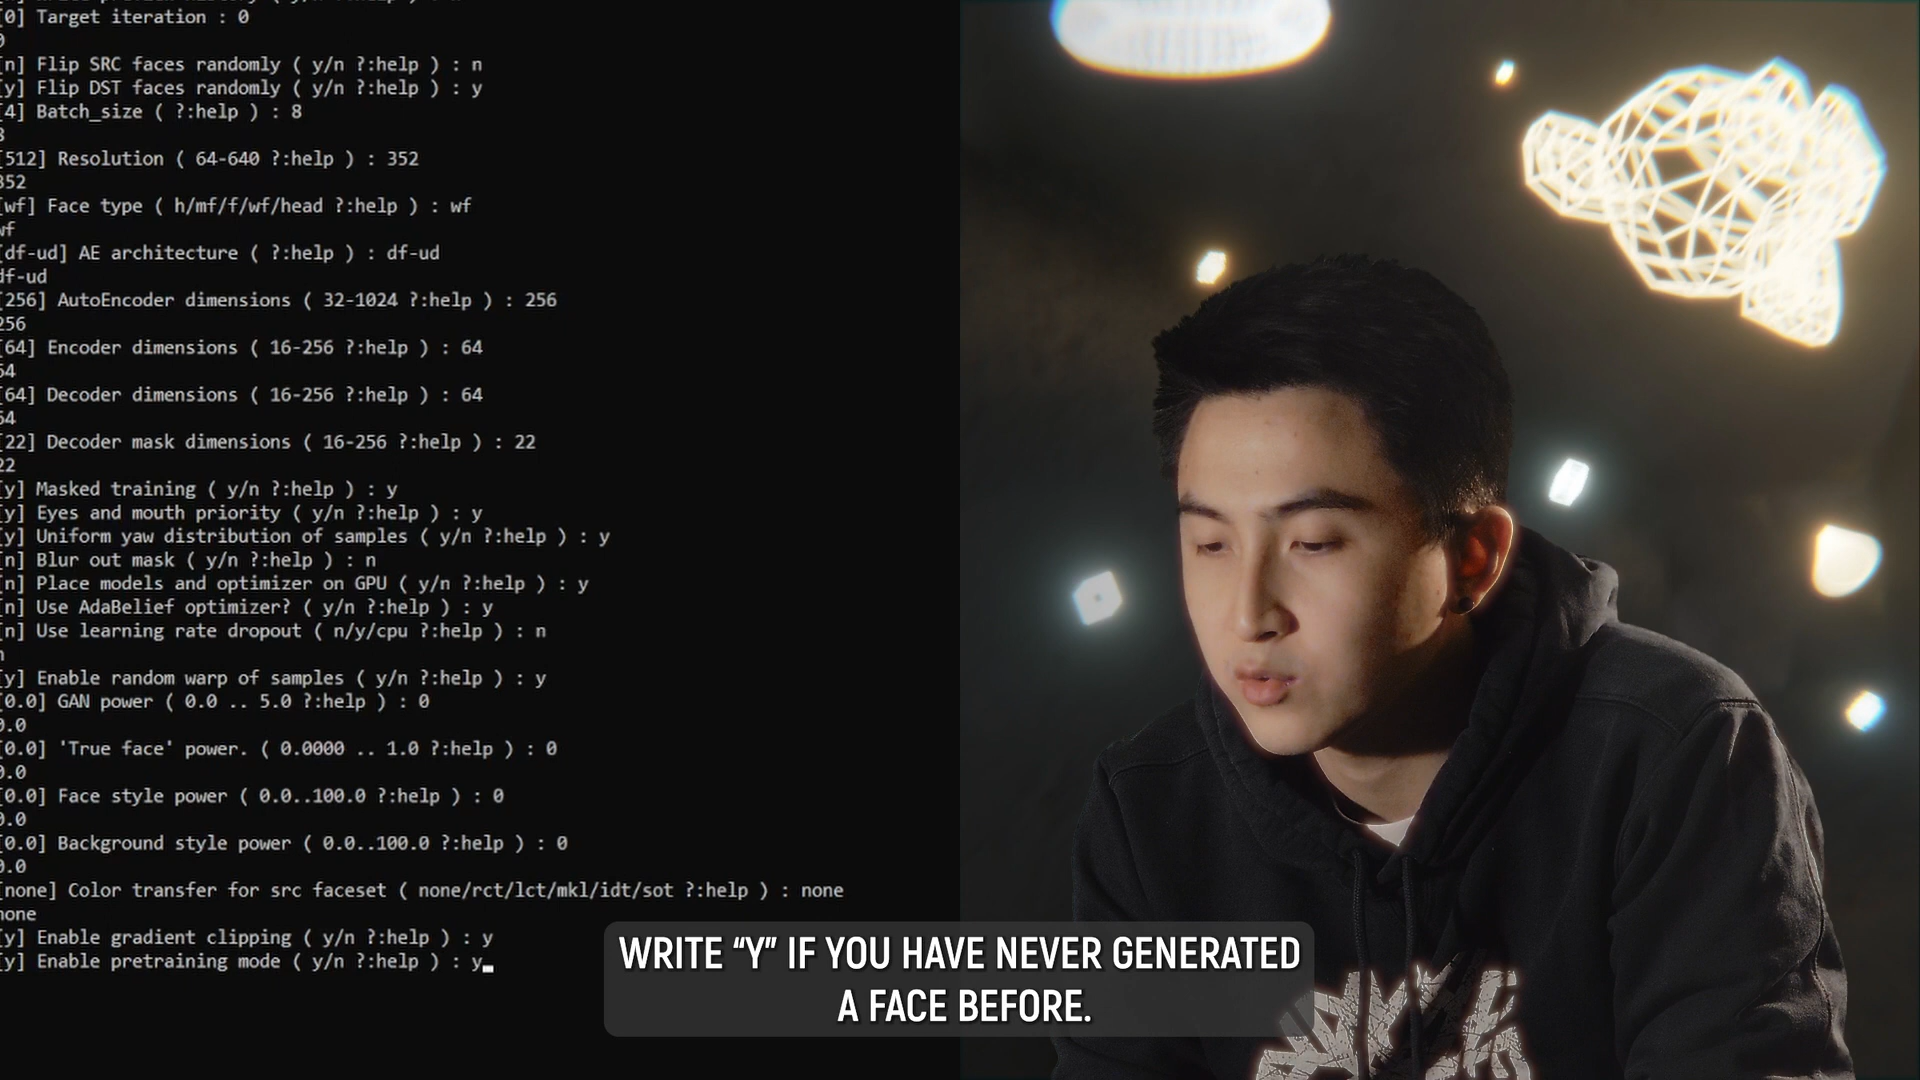 [0] Target iteration : 0
0
[n] Flip SRC faces randomly ( y/n ?:help ) : n
[y] Flip DST faces randomly ( y/n ?:help ) : y
[4] Batch_size ( ?:help ) : 8
8
[512] Resolution ( 64-640 ?:help ) : 352
352
[wf] Face type ( h/mf/f/wf/head ?:help ) : wf
wf
[df-ud] AE architecture ( ?:help ) : df-ud
df-ud
[256] AutoEncoder dimensions ( 32-1024 ?:help ) : 256
256
[64] Encoder dimensions ( 16-256 ?:help ) : 64
64
[64] Decoder dimensions ( 16-256 ?:help ) : 64
64
[22] Decoder mask dimensions ( 16-256 ?:help ) : 22
22
[y] Masked training ( y/n ?:help ) : y
[y] Eyes and mouth priority ( y/n ?:help ) : y
[y] Uniform yaw distribution of samples ( y/n ?:help ) : y
[n] Blur out mask ( y/n ?:help ) : n
[n] Place models and optimizer on GPU ( y/n ?:help ) : y
[n] Use AdaBelief optimizer? ( y/n ?:help ) : y
[n] Use learning rate dropout ( n/y/cpu ?:help ) : n
n
[y] Enable random warp of samples ( y/n ?:help ) : y
[0.0] GAN power ( 0.0 .. 5.0 ?:help ) : 0
0.0
[0.0] 'True face' power. ( 0.0000 .. 1.0 ?:help ) : 0
0.0
[0.0] Face style power ( 0.0..100.0 ?:help ) : 0
0.0
[0.0] Background style power ( 0.0..100.0 ?:help ) : 0
0.0
[none] Color transfer for src faceset ( none/rct/lct/mkl/idt/sot ?:help ) : none
none
[y] Enable gradient clipping ( y/n ?:help ) : y
[y] Enable pretraining mode ( y/n ?:help ) : y
WRITE “Y” IF YOU HAVE NEVER GENERATED
A FACE BEFORE.